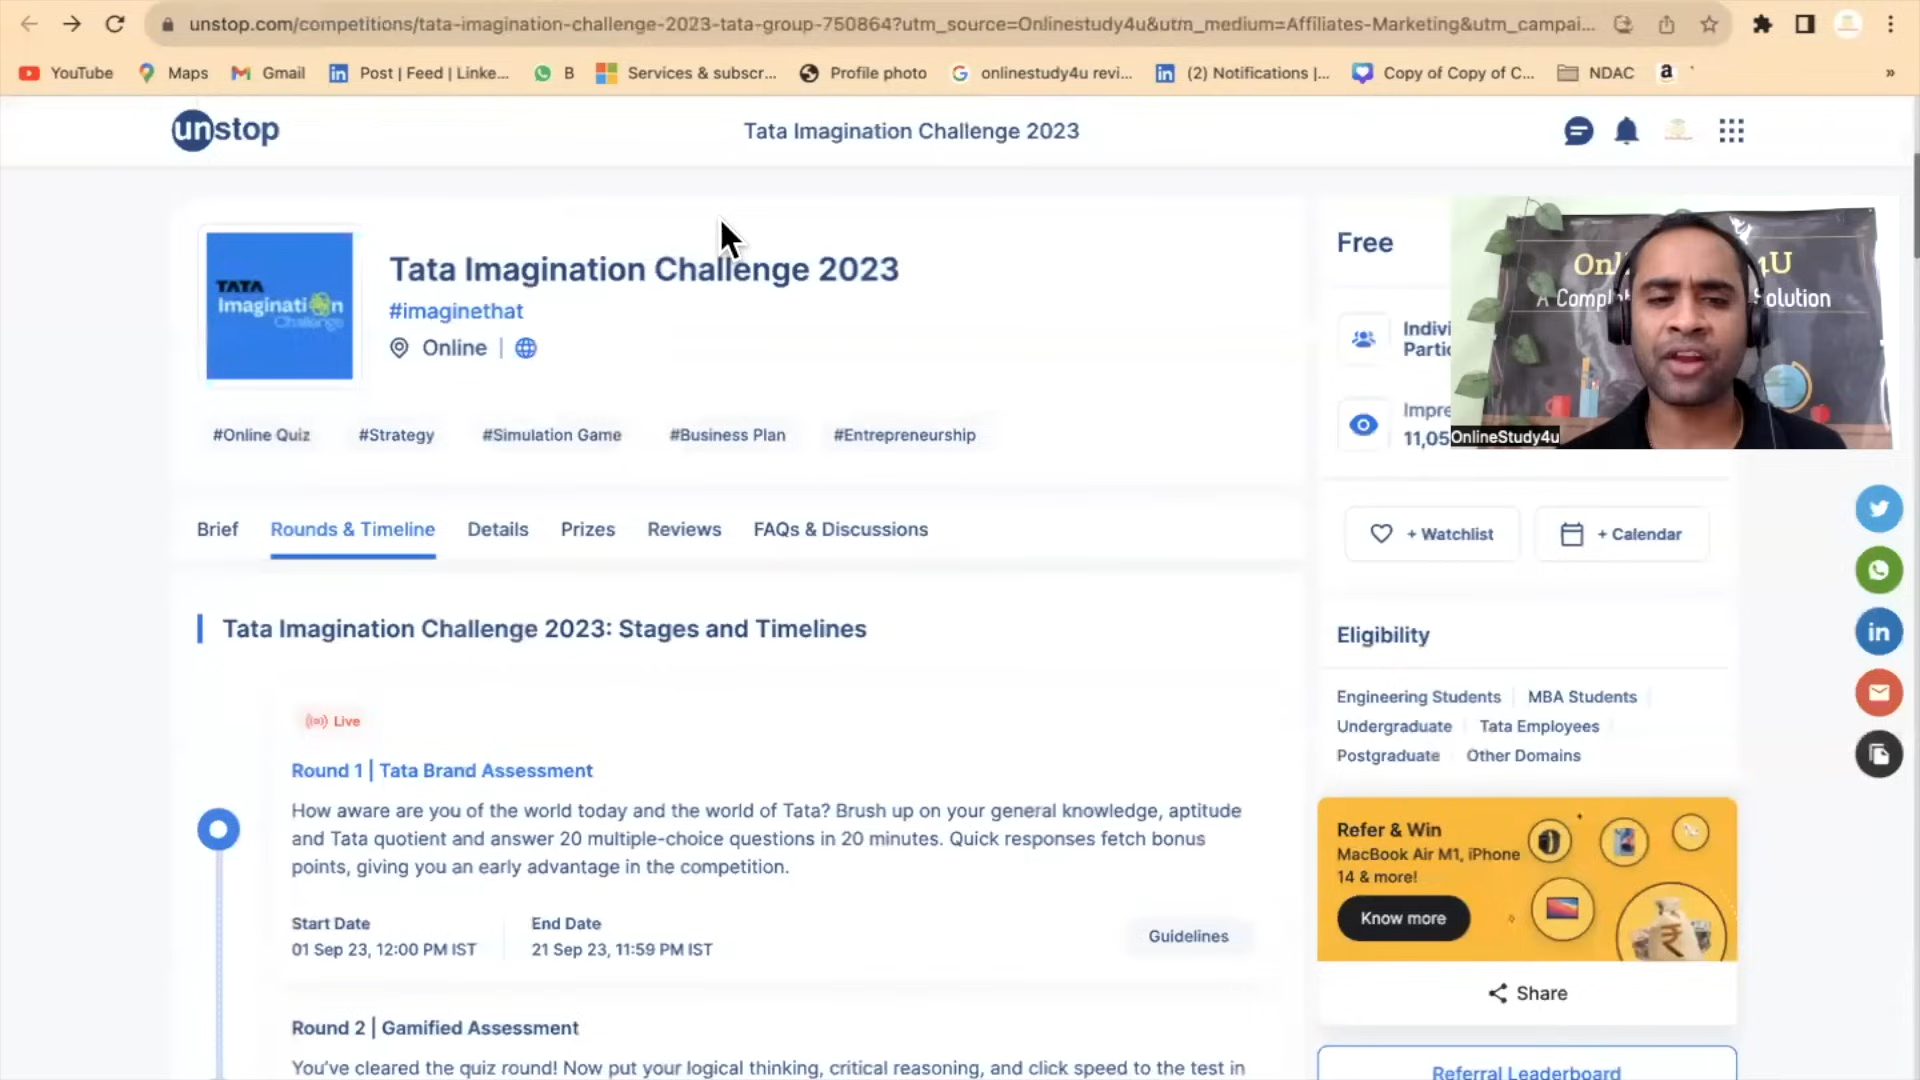 unstop.com/competitions/tata-imagination-challenge-2023-tata-group-750864?utm_source=Onlinestudy4u&utm_medium=Affiliates-Marketing&utm_campai...
YouTube Maps Gmail Post | Feed | Linke... B Services & subscr... Profile photo onlinestudy4u revi... (2) Notifications |... Copy of Copy of C... NDAC
unstop
Tata Imagination Challenge 2023
TATA
Imagination
Challenge
Tata Imagination Challenge 2023
#imaginethat
Online
#Online Quiz #Strategy #Simulation Game #Business Plan #Entrepreneurship
Brief Rounds & Timeline Details Prizes Reviews FAQs & Discussions
Tata Imagination Challenge 2023: Stages and Timelines
Live
Round 1 | Tata Brand Assessment
How aware are you of the world today and the world of Tata? Brush up on your general knowledge, aptitude
and Tata quotient and answer 20 multiple-choice questions in 20 minutes. Quick responses fetch bonus
points, giving you an early advantage in the competition.
Start Date
01 Sep 23, 12:00 PM IST
End Date
21 Sep 23, 11:59 PM IST
Guidelines
Round 2 | Gamified Assessment
You've cleared the quiz round! Now put your logical thinking, critical reasoning, and click speed to the test in
Free
Indivi
Partic
Impre
11,05
Onl 4U
A Compl olution
OnlineStudy4u
+ Watchlist + Calendar
Eligibility
Engineering Students MBA Students
Undergraduate Tata Employees
Postgraduate Other Domains
Refer & Win
MacBook Air M1, iPhone
14 & more!
Know more
Share
Referral Leaderboard